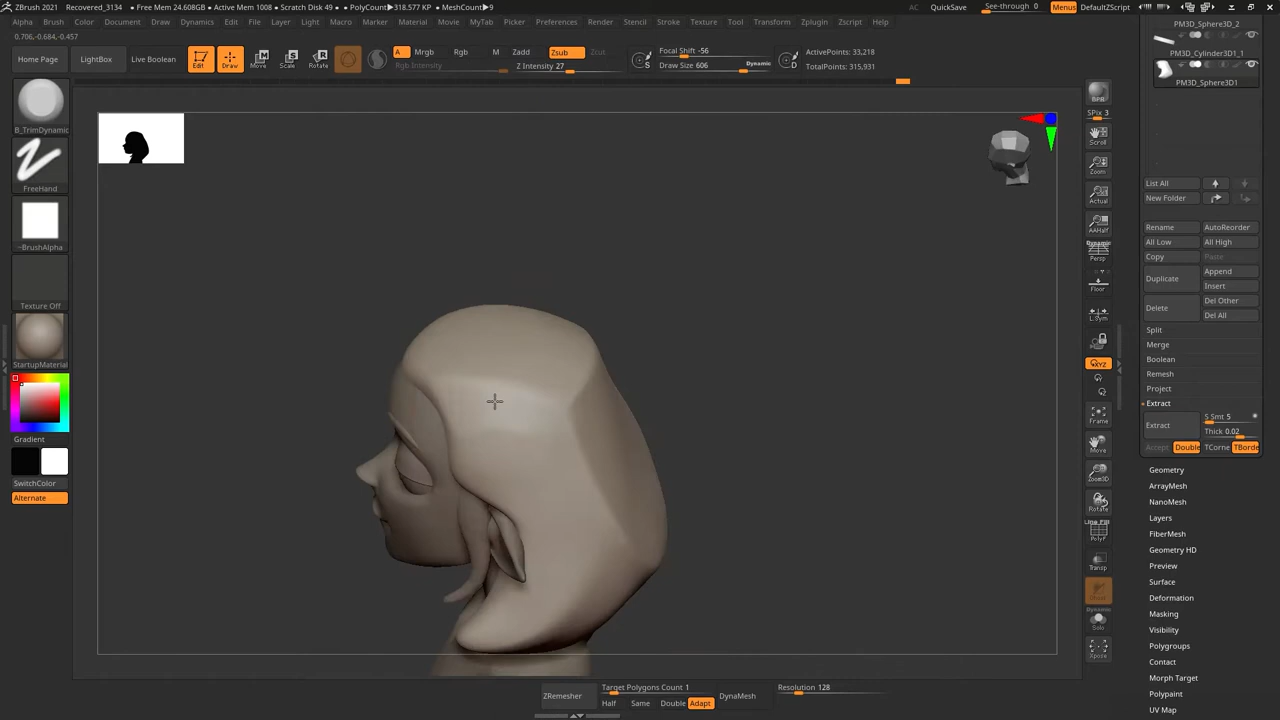 ZBrush 2021 Recovered_3134 • Free Mem 24.608GB • Active Mem 1008 • Scratch Disk 49 • PolyCount▸318.577 KP • MeshCount▸9
AC QuickSave See-through 0 Menus DefaultZScript
Alpha Brush Color Document Draw Dynamics Edit File Layer Light Macro Marker Material Movie MyTab Picker Preferences Render Stencil Stroke Texture Tool Transform Zplugin Zscript Help
0.706,-0.684,-0.457
Home Page LightBox Live Boolean Edit Draw Move Scale Rotate
A Mrgb Rgb M Zadd Zsub Zcut
Rgb Intensity Z Intensity 27
S Focal Shift -56
Draw Size 606 Dynamic
D ActivePoints: 33,218
TotalPoints: 315,931
B_TrimDynamic
FreeHand
~BrushAlpha
Texture Off
StartupMaterial
Gradient
SwitchColor
Alternate
BPR
SPix 3
Scroll
Zoom
Actual
AAHalf
Dynamic
Persp
Floor
L.Sym
XYZ
Frame
Move
Zoom3D
Rotate
Line Fill
PolyF
Transp
Ghost
Dynamic
Solo
Xpose
PM3D_Sphere3D_2
PM3D_Cylinder3D1_1
PM3D_Sphere3D1
List All
New Folder
Rename AutoReorder
All Low All High
Copy Paste
Duplicate Append
Insert
Delete Del Other
Del All
Split
Merge
Boolean
Remesh
Project
Extract
Extract S Smt 5
Thick 0.02
Accept Double TCorne TBorde
Geometry
ArrayMesh
NanoMesh
Layers
FiberMesh
Geometry HD
Preview
Surface
Deformation
Masking
Visibility
Polygroups
Contact
Morph Target
Polypaint
UV Map
ZRemesher Target Polygons Count 1
Half Same Double Adapt
DynaMesh
Resolution 128